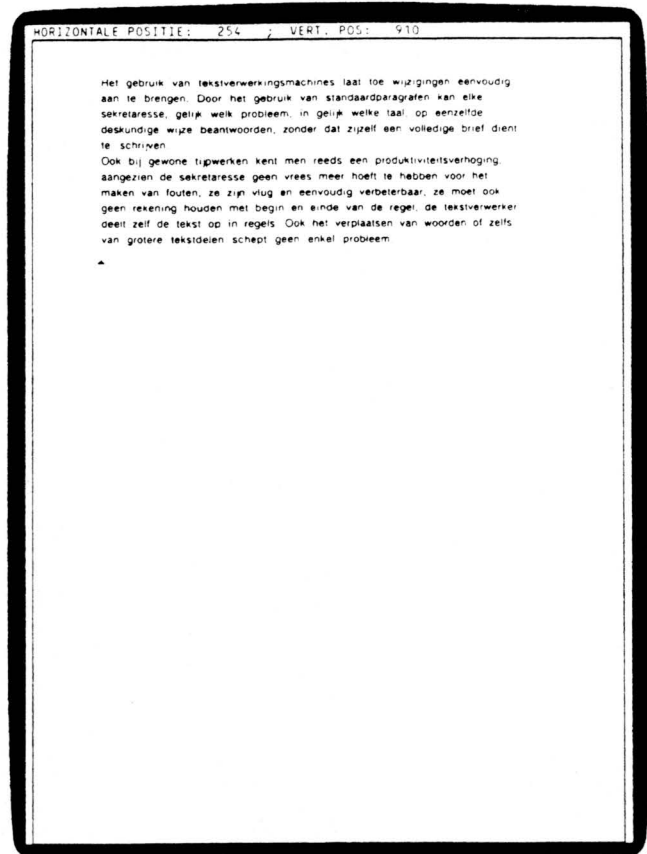 HORIZONTALE POSITIE: 254 ; VERT. POS: 910
Het gebruik van tekstverwerkingsmachines laat toe wijzigingen eenvoudig
aan te brengen. Door het gebruik van standaardparagrafen kan elke
sekretaresse, gelijk welk probleem, in gelijk welke taal, op eenzelfde
deskundige wijze beantwoorden, zonder dat zijzelf een volledige brief dient
te schrijven
Ook bij gewone tijpwerken kent men reeds een produktiviteitsverhoging,
aangezien de sekretaresse geen vrees meer hoeft te hebben voor het
maken van fouten, ze zijn vlug en eenvoudig verbeterbaar, ze moet ook
geen rekening houden met begin en einde van de regel, de tekstverwerker
deelt zelf de tekst op in regels. Ook het verplaatsen van woorden of zelfs
van grotere tekstdelen schept geen enkel probleem